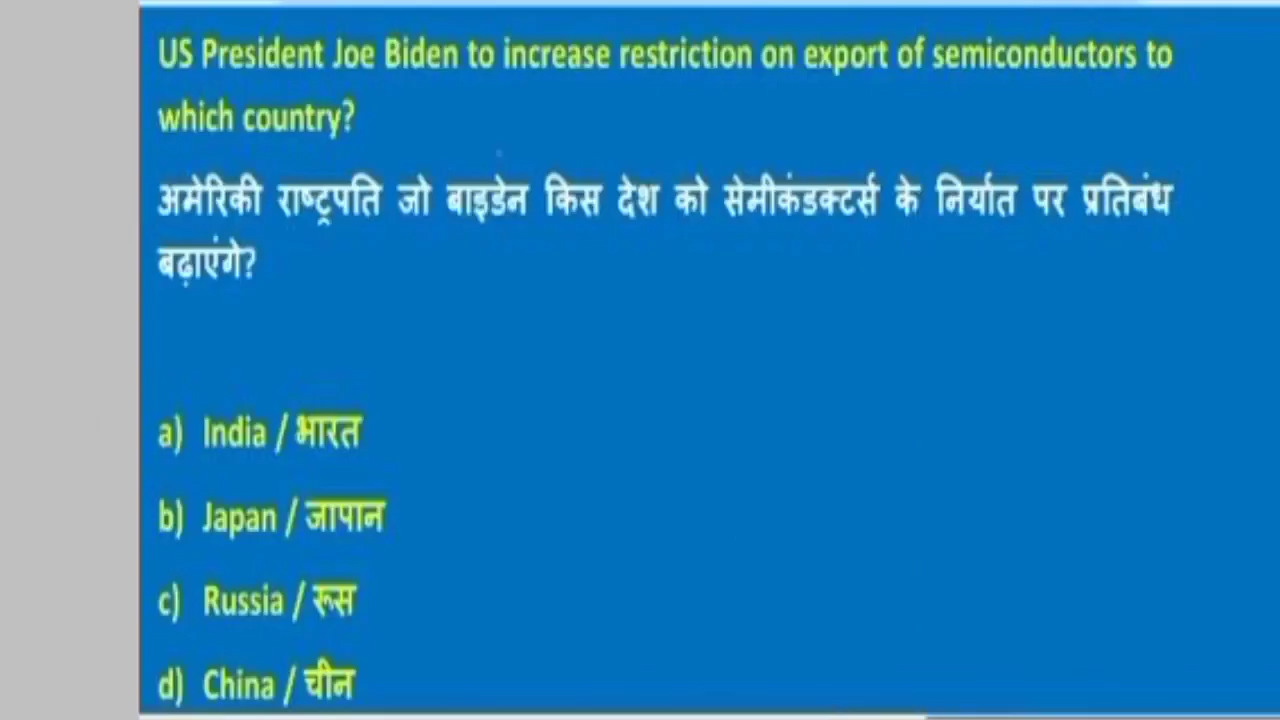 US President Joe Biden to increase restriction on export of semiconductors to
which country?
अमेरिकी राष्ट्रपति जो बाइडेन किस देश को सेमीकंडक्टर्स के निर्यात पर प्रतिबंध
बढ़ाएंगे?
a) India / भारत
b) Japan / जापान
c) Russia / रूस
d) China / चीन